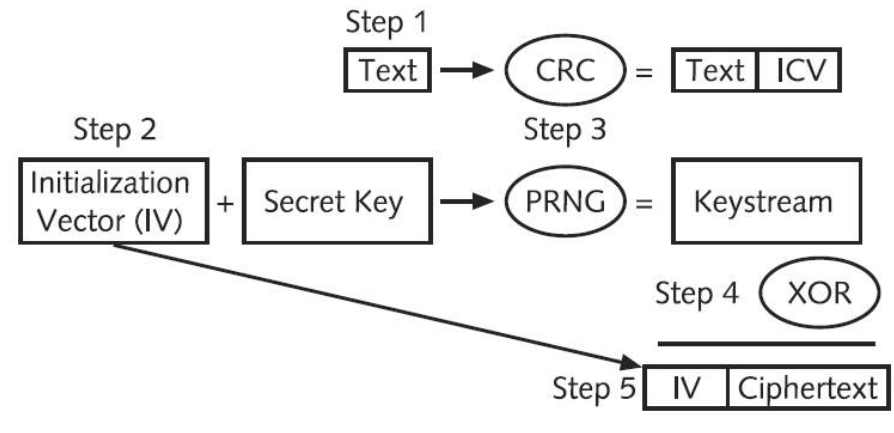 Step 1
Text CRC = Text ICV
Step 2 Step 3
Initialization
Vector (IV) + Secret Key PRNG = Keystream
Step 4 XOR
Step 5 IV Ciphertext